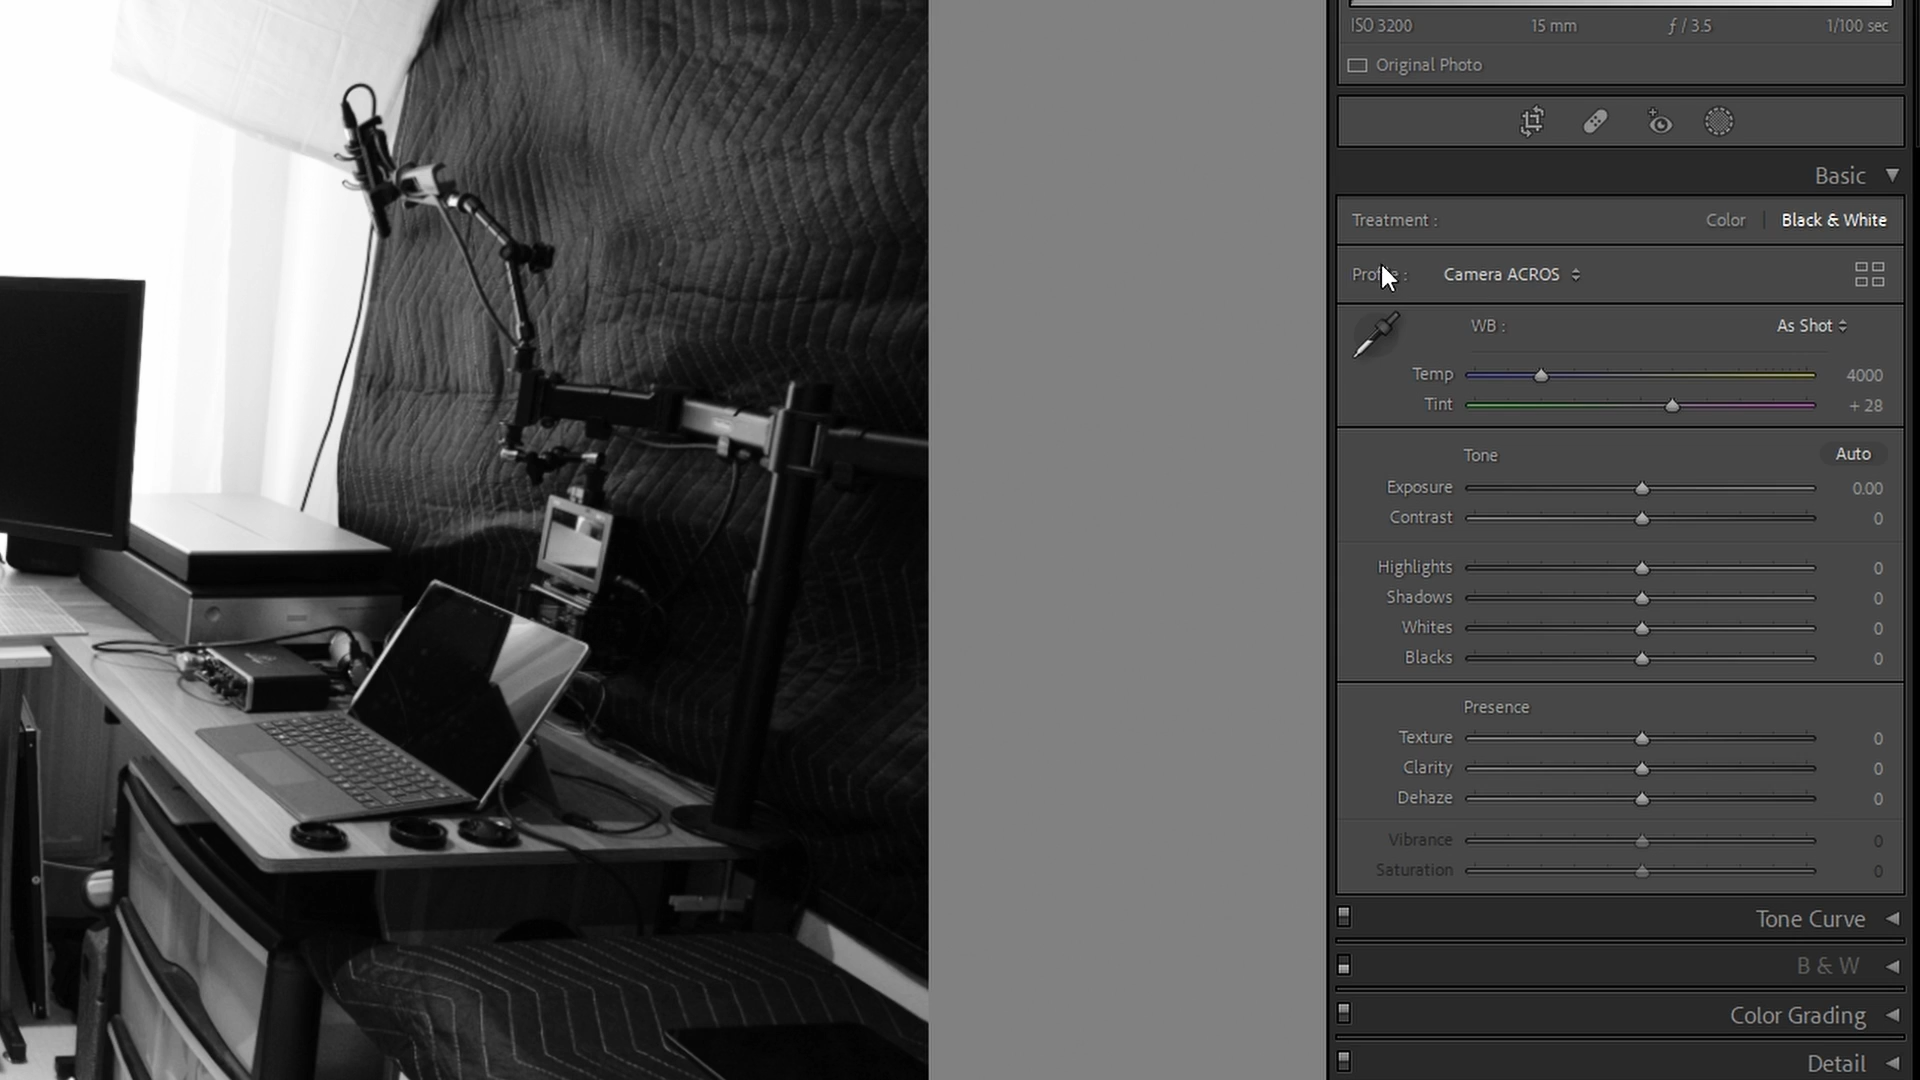 ISO 3200 15 mm ƒ / 3.5 1/100 sec
Original Photo
Basic
Treatment : Color Black & White
Profile : Camera ACROS
WB : As Shot
Temp 4000
Tint + 28
Tone Auto
Exposure 0.00
Contrast 0
Highlights 0
Shadows 0
Whites 0
Blacks 0
Presence
Texture 0
Clarity 0
Dehaze 0
Vibrance 0
Saturation 0
Tone Curve
B & W
Color Grading
Detail